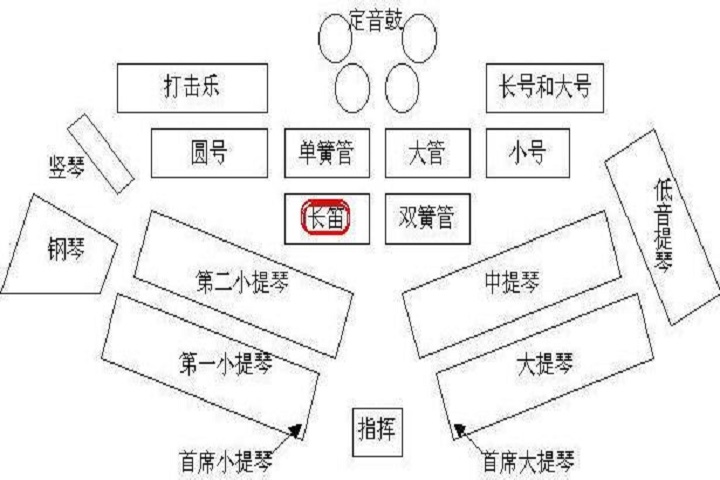 定音鼓
打击乐
长号和大号
圆号
单簧管
大管
小号
竖琴
长笛
双簧管
低音提琴
钢琴
第二小提琴
中提琴
第一小提琴
大提琴
指挥
首席小提琴
首席大提琴